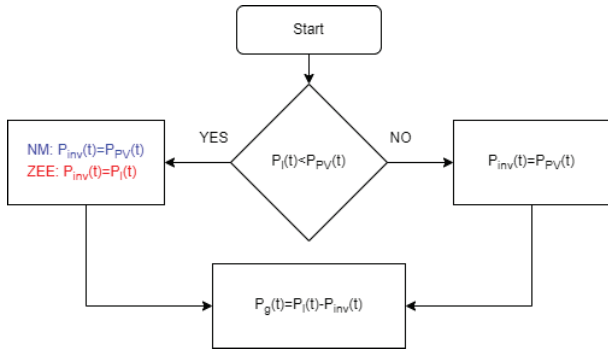 Start
YES
NO
P_l(t)<P_PV(t)
NM: P_inv(t)=P_PV(t)
ZEE: P_inv(t)=P_l(t)
P_inv(t)=P_PV(t)
P_g(t)=P_l(t)-P_inv(t)